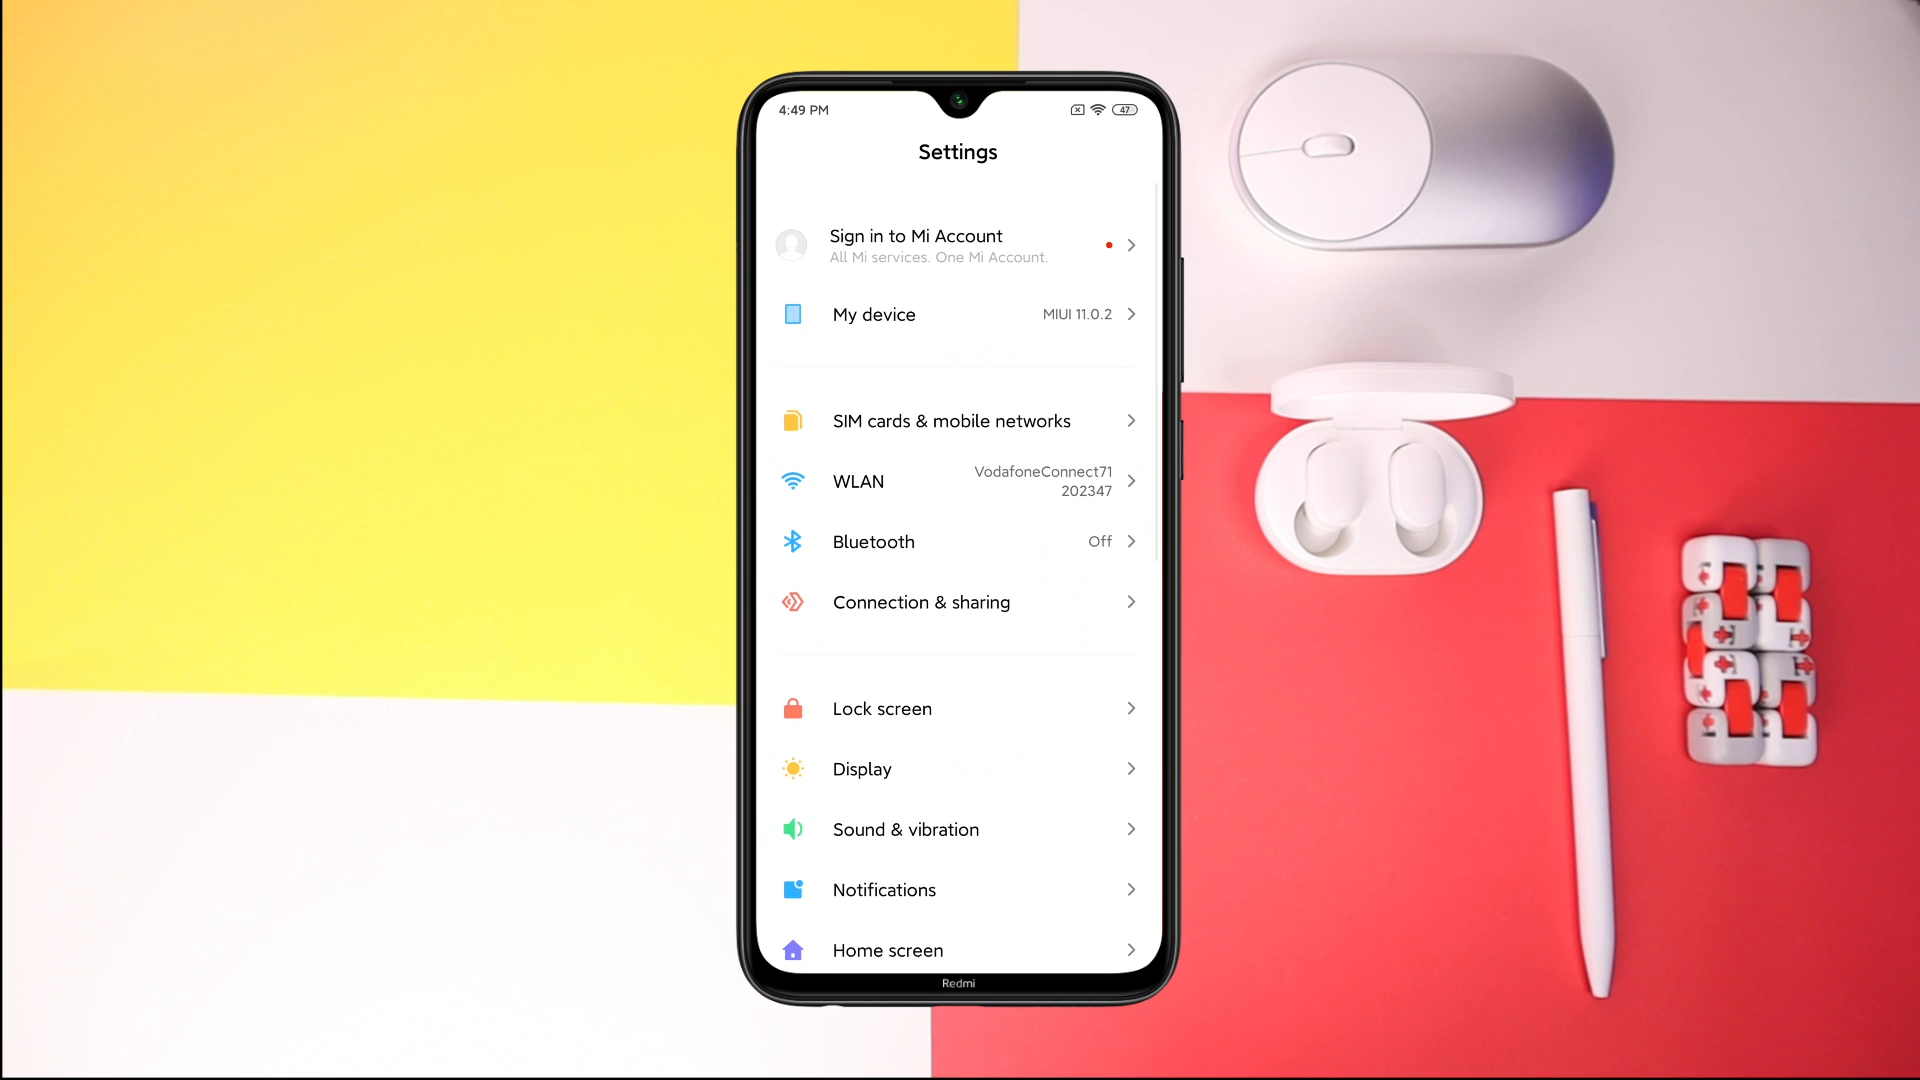 4:49 PM
47
Settings
Sign in to Mi Account
All Mi services. One Mi Account.
My device
MIUI 11.0.2
SIM cards & mobile networks
WLAN
VodafoneConnect71
202347
Bluetooth
Off
Connection & sharing
Lock screen
Display
Sound & vibration
Notifications
Home screen
Redmi